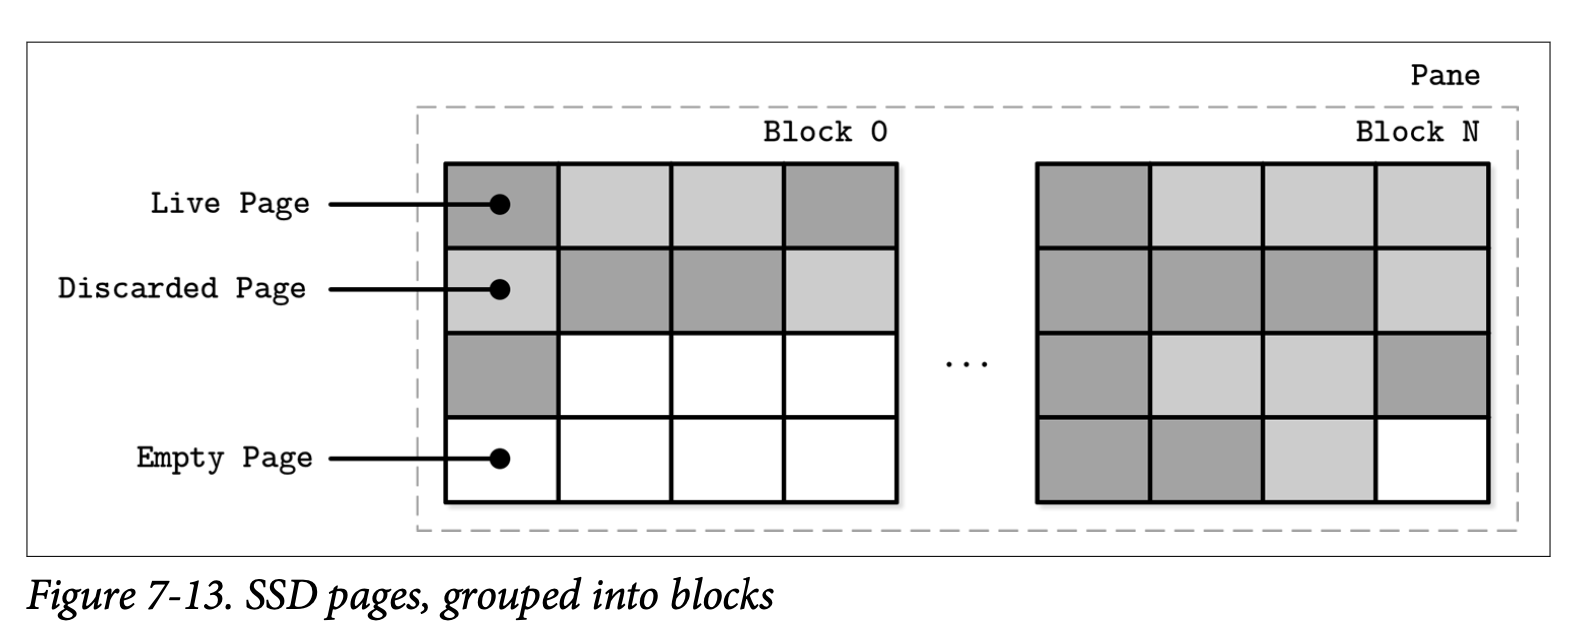 Pane
Block 0 Block N
Live Page
Discarded Page
...
Empty Page
Figure 7-13. SSD pages, grouped into blocks